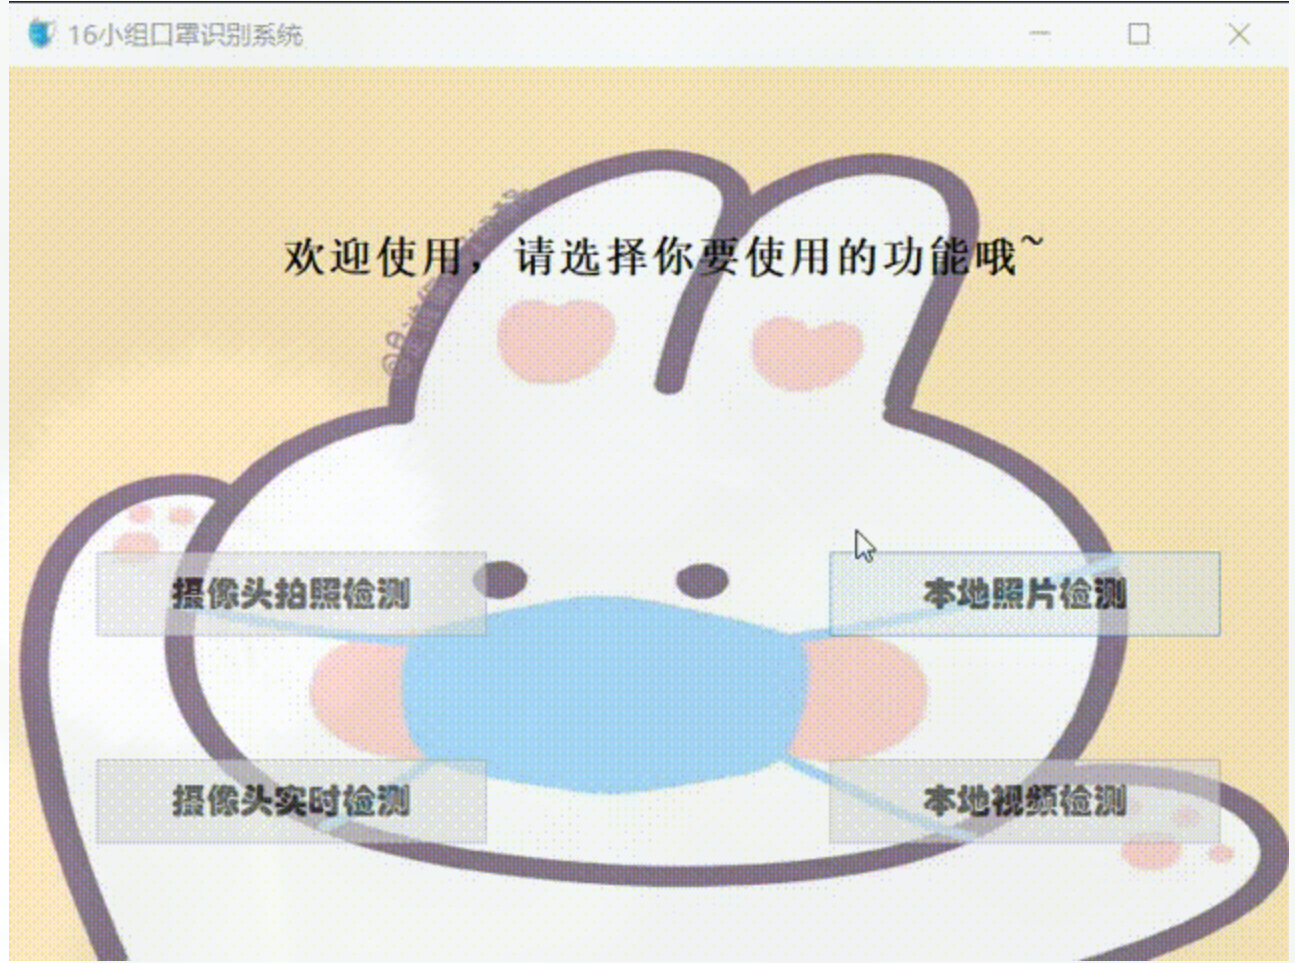 16小组口罩识别系统
欢迎使用，请选择你要使用的功能哦~
摄像头拍照检测
本地照片检测
摄像头实时检测
本地视频检测